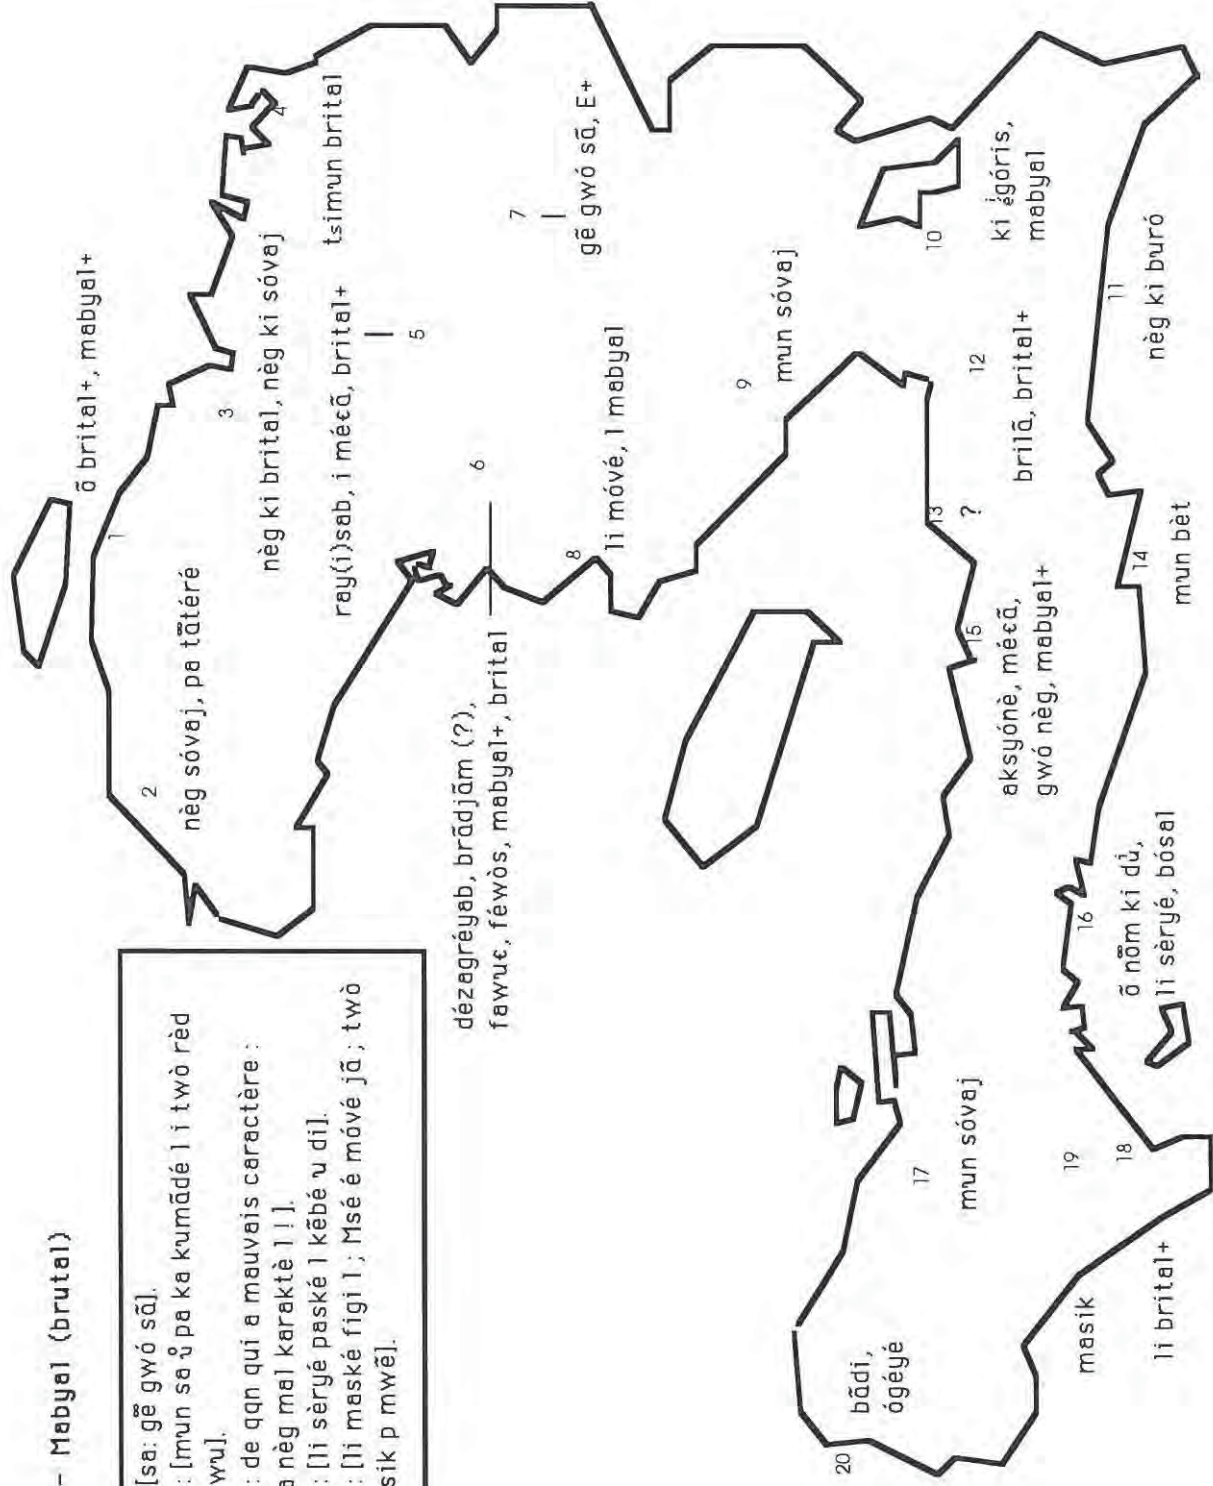 – Mabyal (brutal)
[sa: gẽ gwó sã].
: [mun sa ů pa ka kumãdé l i twò rèd
wu].
: de qqn qui a mauvais caractère :
a nèg mal karaktè l ! ].
: [li sèryé paské l kẽbé u di].
: [li maské figi l ; Msé é móvé jã ; twò
sik p mwẽ].
1
õ brital+, mabyal+
2
nèg sóvaj, pa tãtéré
3
nèg ki brital, nèg ki sóvaj
4
tsimun brital
ray(i)sab, i méɛã, brital+
5
6
dézagréyab, brãdjãm (?),
fawuɛ, féwòs, mabyal+, brital
7
gẽ gwó sã, E+
8
li móvé, l mabyal
9
mun sóvaj
10
ki égóris,
mabyal
11
nèg ki buró
12
brilã, brital+
13
?
14
mun bèt
15
aksyónè, méɛã,
gwó nèg, mabyal+
16
õ nõm ki dů,
li sèryé, bósal
17
mun sóvaj
18
li brital+
19
masik
20
bãdi,
ógéyé